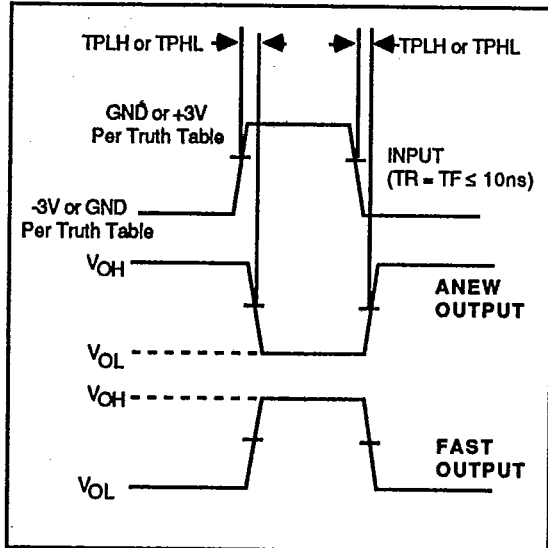 TPLH or TPHL
TPLH or TPHL
GND or +3V
Per Truth Table
INPUT
(TR = TF ≤ 10ns)
-3V or GND
Per Truth Table
VOH
ANEW
OUTPUT
VOL
VOH
FAST
OUTPUT
VOL